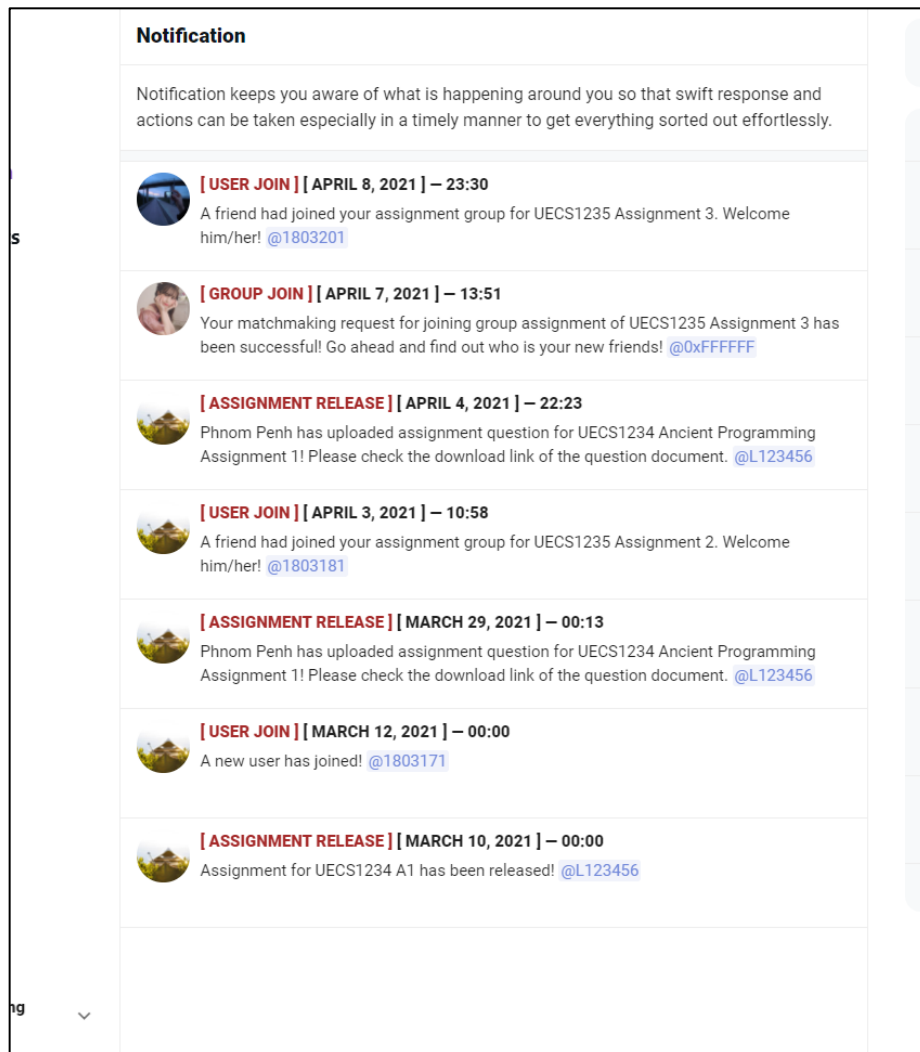 Notification
Notification keeps you aware of what is happening around you so that swift response and
actions can be taken especially in a timely manner to get everything sorted out effortlessly.
[ USER JOIN ] [ APRIL 8, 2021 ] — 23:30
A friend had joined your assignment group for UECS1235 Assignment 3. Welcome
him/her! @1803201
s
[ GROUP JOIN ] [ APRIL 7, 2021 ] — 13:51
Your matchmaking request for joining group assignment of UECS1235 Assignment 3 has
been successful! Go ahead and find out who is your new friends! @0xFFFFFF
[ ASSIGNMENT RELEASE ] [ APRIL 4, 2021 ] — 22:23
Phnom Penh has uploaded assignment question for UECS1234 Ancient Programming
Assignment 1! Please check the download link of the question document. @L123456
[ USER JOIN ] [ APRIL 3, 2021 ] — 10:58
A friend had joined your assignment group for UECS1235 Assignment 2. Welcome
him/her! @1803181
[ ASSIGNMENT RELEASE ] [ MARCH 29, 2021 ] — 00:13
Phnom Penh has uploaded assignment question for UECS1234 Ancient Programming
Assignment 1! Please check the download link of the question document. @L123456
[ USER JOIN ] [ MARCH 12, 2021 ] — 00:00
A new user has joined! @1803171
[ ASSIGNMENT RELEASE ] [ MARCH 10, 2021 ] — 00:00
Assignment for UECS1234 A1 has been released! @L123456